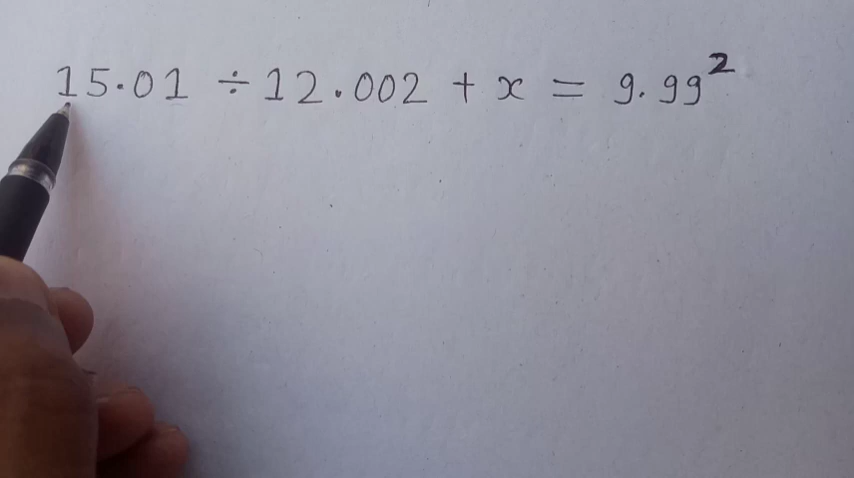 15.01 ÷ 12.002 + x = 9.99²